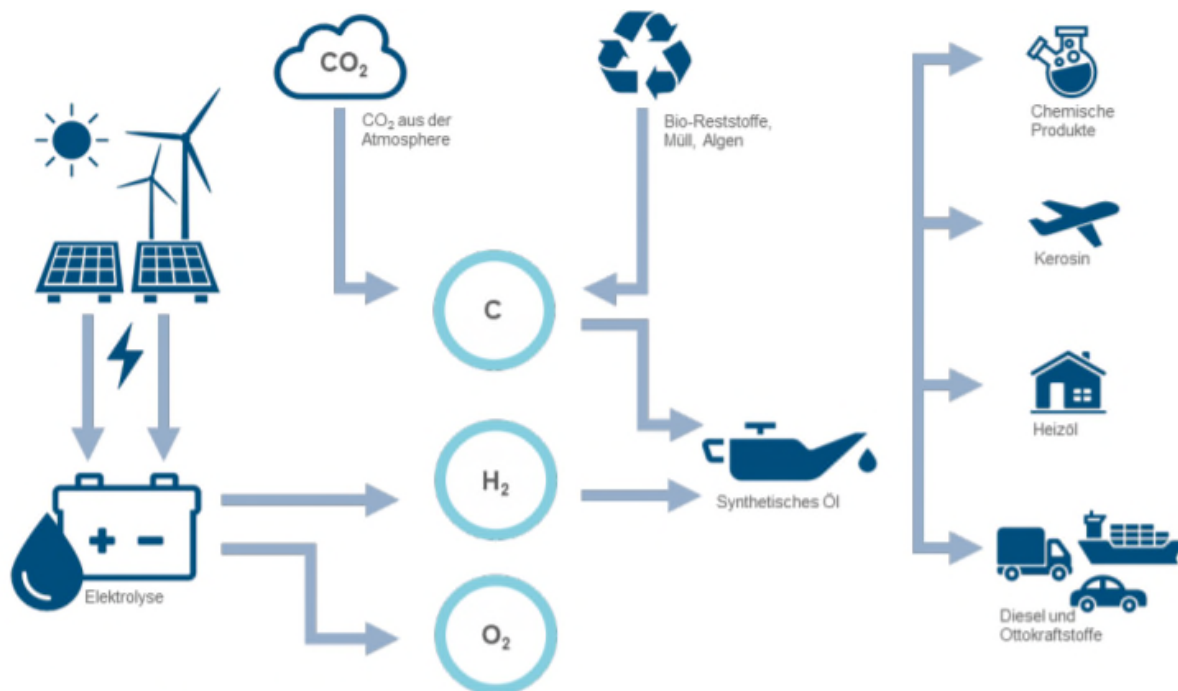 CO₂
CO₂ aus der
Atmosphere
Bio-Reststoffe,
Müll, Algen
Chemische
Produkte
Kerosin
C
Heizöl
H₂
Synthetisches Öl
+ -
Elektrolyse
O₂
Diesel und
Ottokraftstoffe